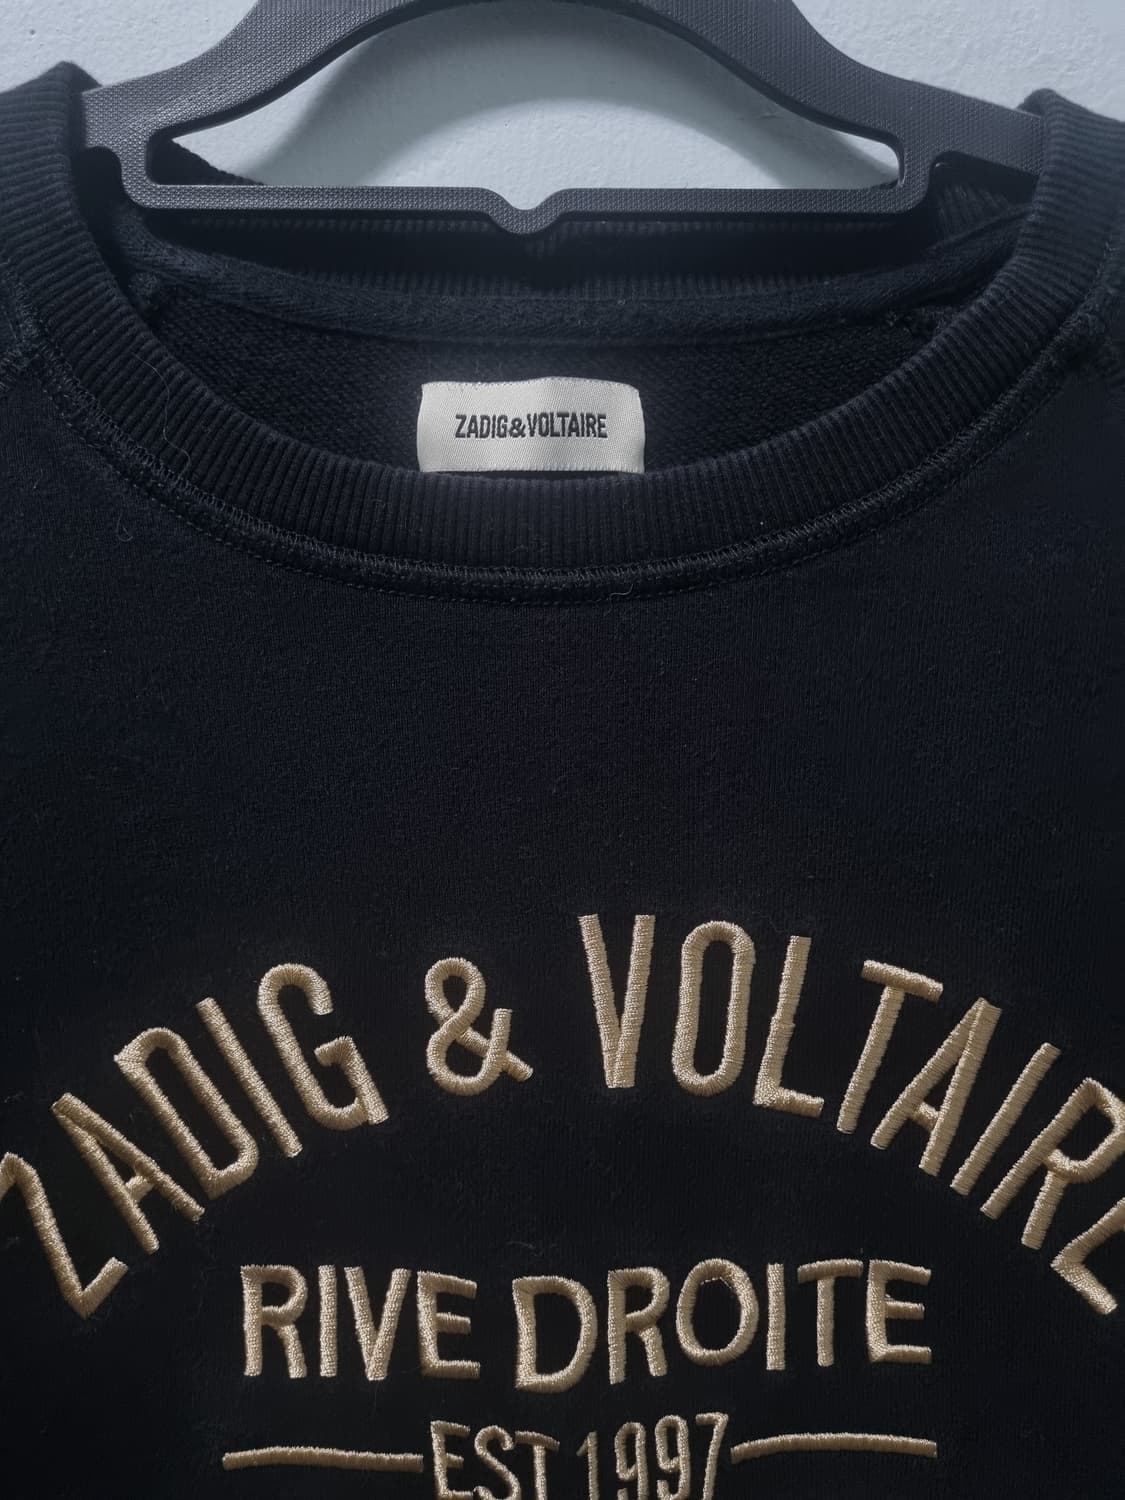 ZADIG&VOLTAIRE
ZADIG & VOLTAIRE
RIVE DROITE
EST 1997